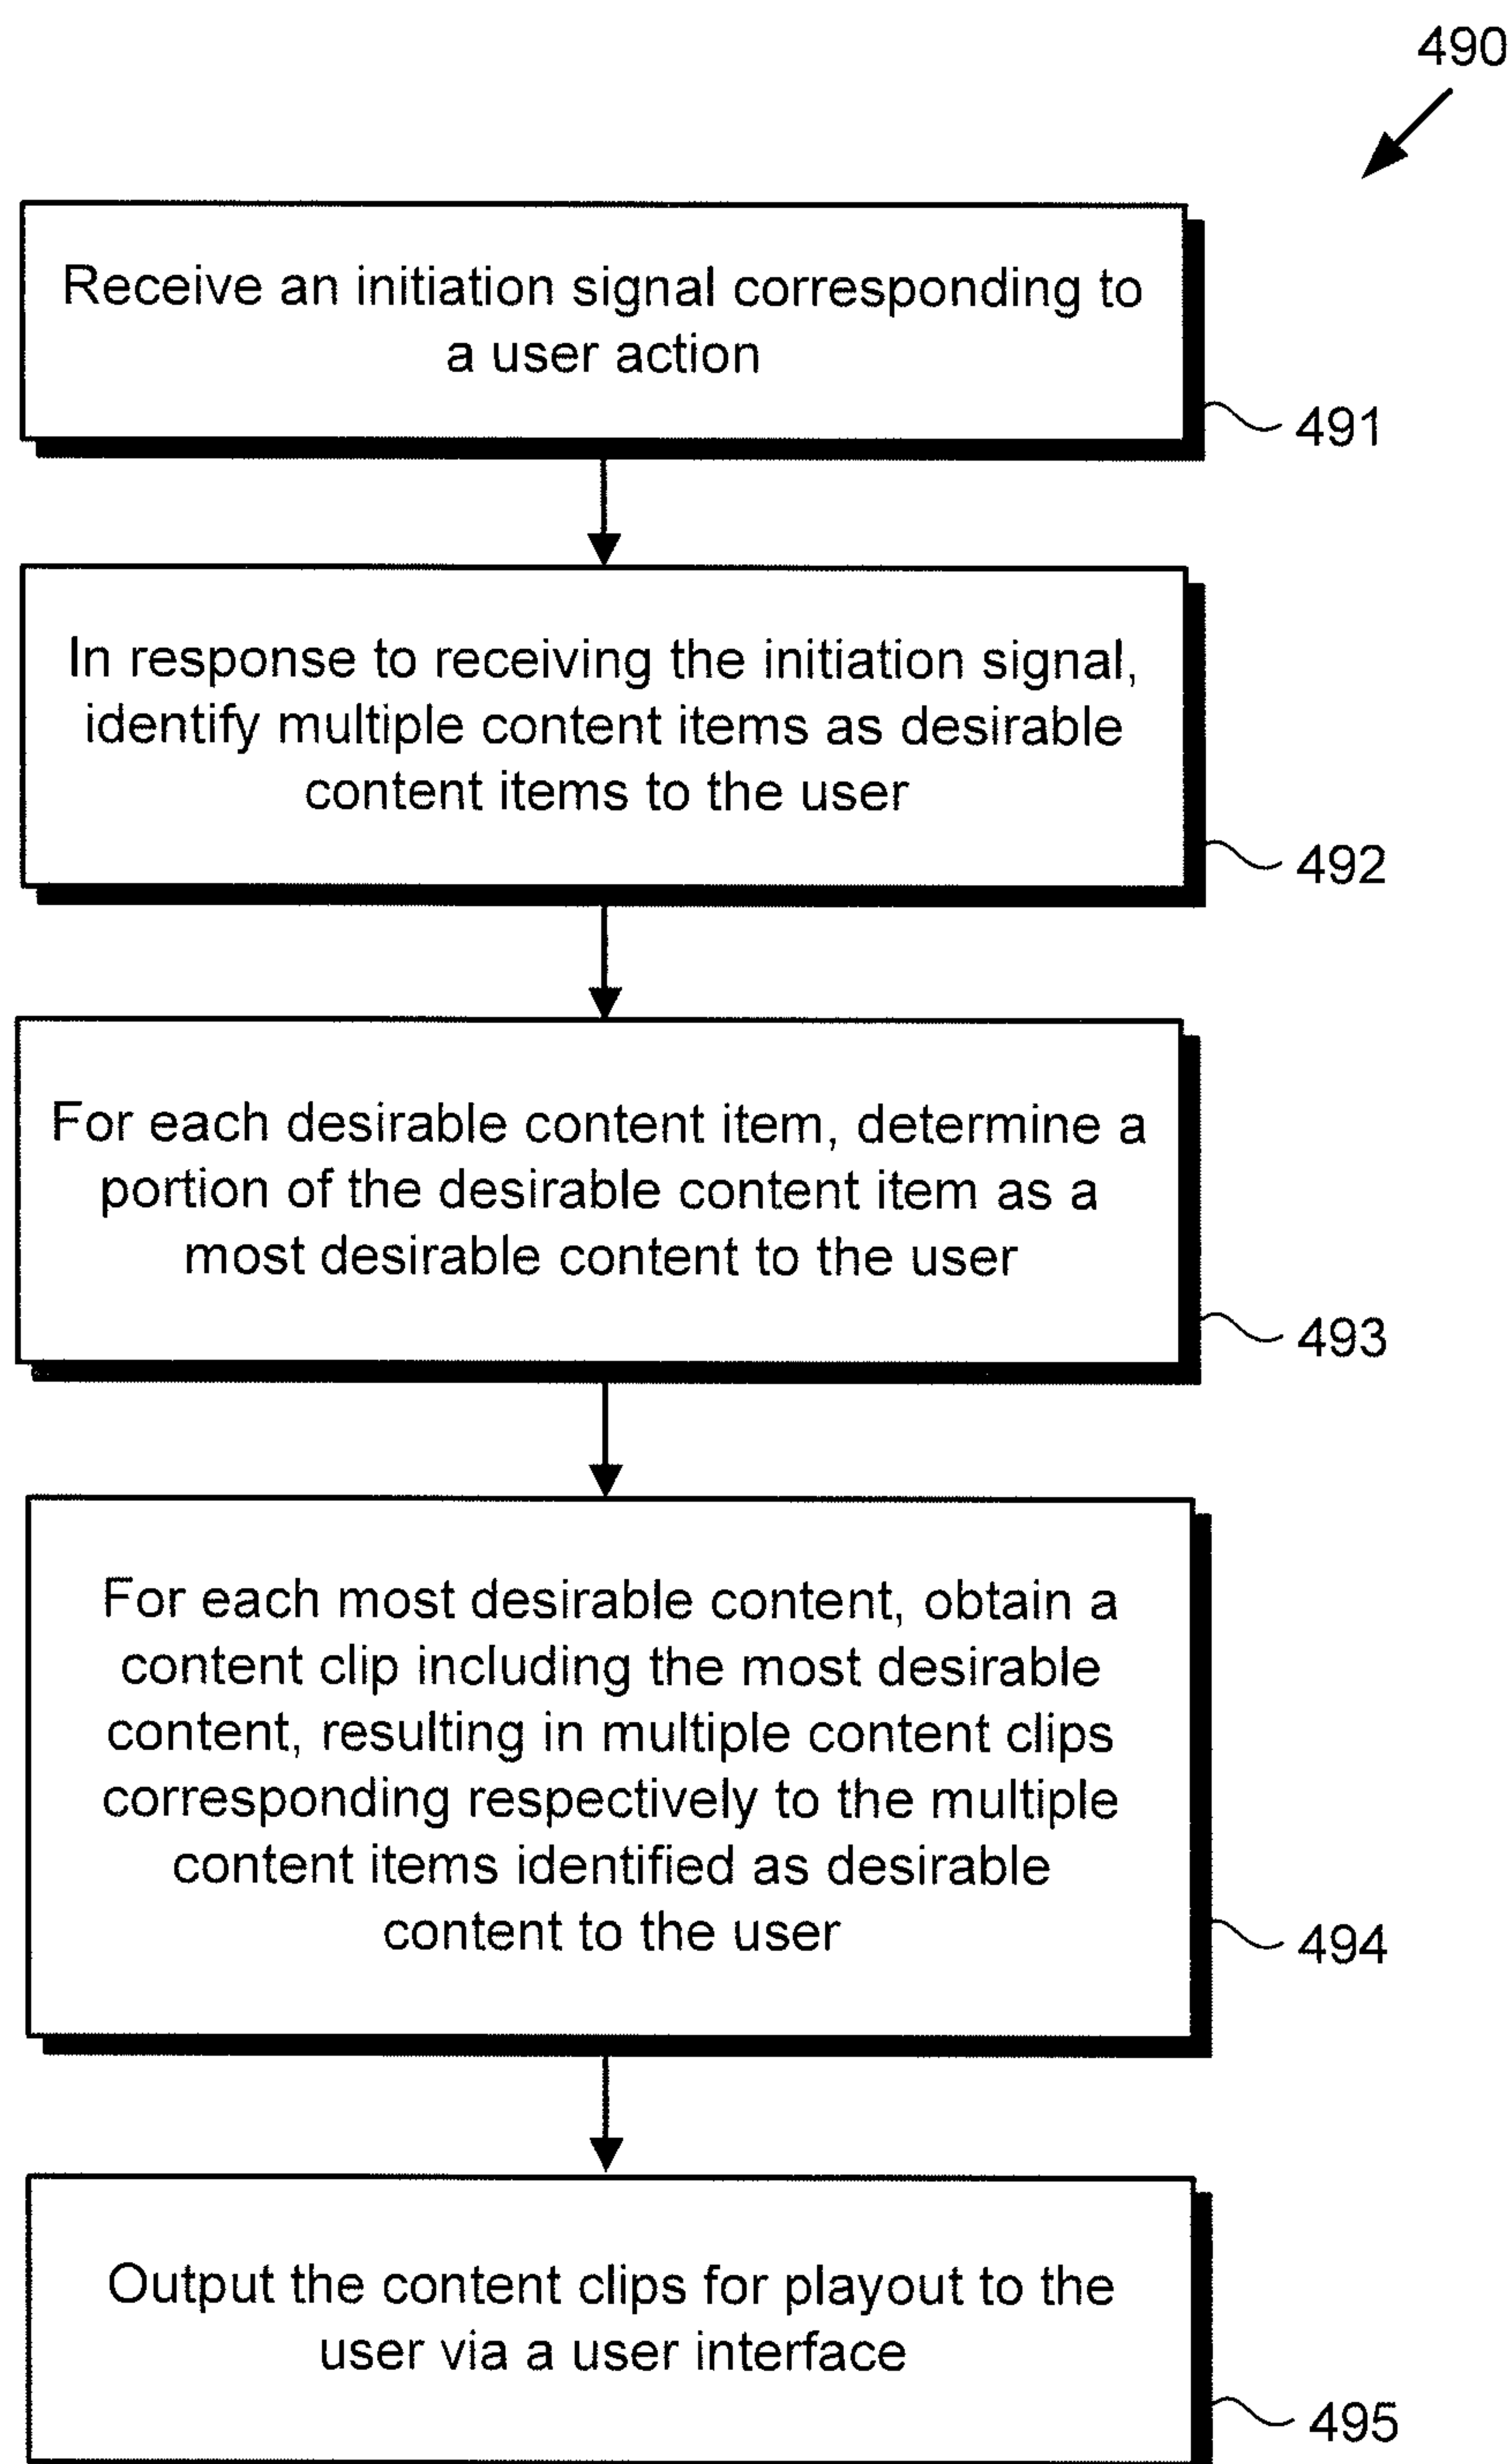 490
Receive an initiation signal corresponding to
a user action
491
In response to receiving the initiation signal,
identify multiple content items as desirable
content items to the user
492
For each desirable content item, determine a
portion of the desirable content item as a
most desirable content to the user
493
For each most desirable content, obtain a
content clip including the most desirable
content, resulting in multiple content clips
corresponding respectively to the multiple
content items identified as desirable
content to the user
494
Output the content clips for playout to the
user via a user interface
495